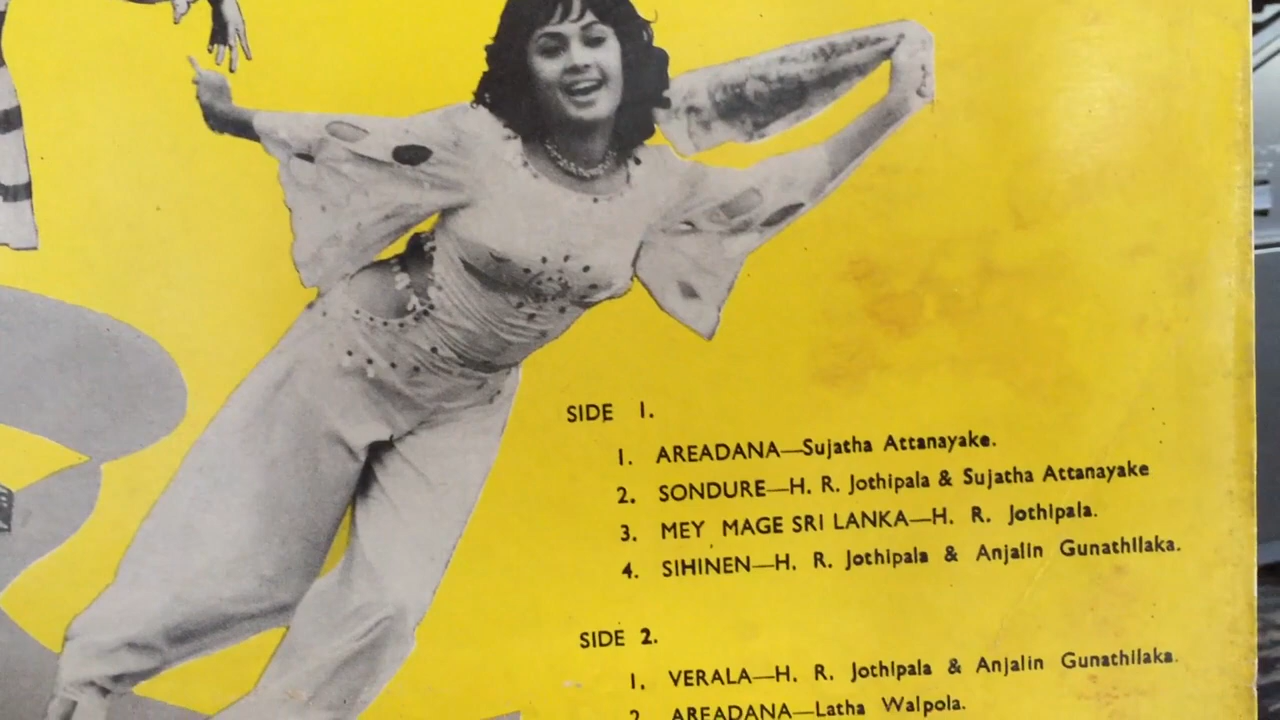 SIDE 1.
1. AREADANA—Sujatha Attanayake.
2. SONDURE—H. R. Jothipala & Sujatha Attanayake
3. MEY MAGE SRI LANKA—H. R. Jothipala.
4. SIHINEN—H. R. Jothipala & Anjalin Gunathilaka.
SIDE 2.
1. VERALA—H. R. Jothipala & Anjalin Gunathilaka.
2. AREADANA—Latha Walpola.